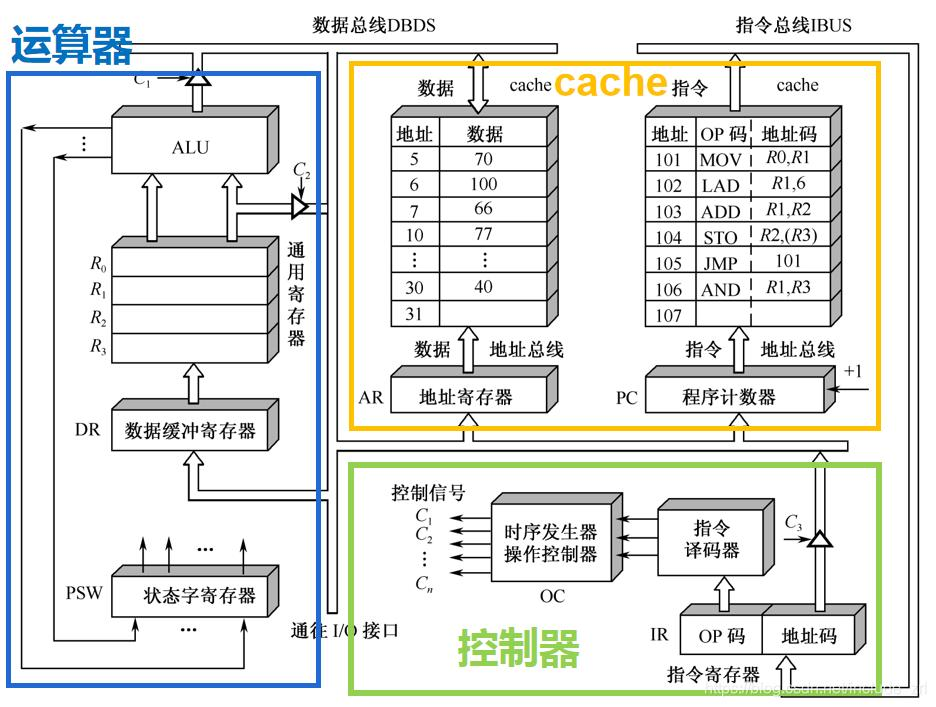 数据总线DBDS
指令总线IBUS
运算器
C1
ALU
⋮
C2
通用寄存器
R0
R1
R2
R3
DR
数据缓冲寄存器
PSW
状态字寄存器
...
...
通往 I/O 接口
数据
cache
cache
指令
cache
地址 数据
5 70
6 100
7 66
10 77
⋮ ⋮
30 40
31
数据 地址总线
AR
地址寄存器
地址 OP 码 地址码
101 MOV R0,R1
102 LAD R1,6
103 ADD R1,R2
104 STO R2,(R3)
105 JMP 101
106 AND R1,R3
107
指令 地址总线
PC
程序计数器
+1
控制信号
C1
C2
⋮
Cn
时序发生器
操作控制器
OC
指令
译码器
C3
IR
OP 码
地址码
指令寄存器
控制器